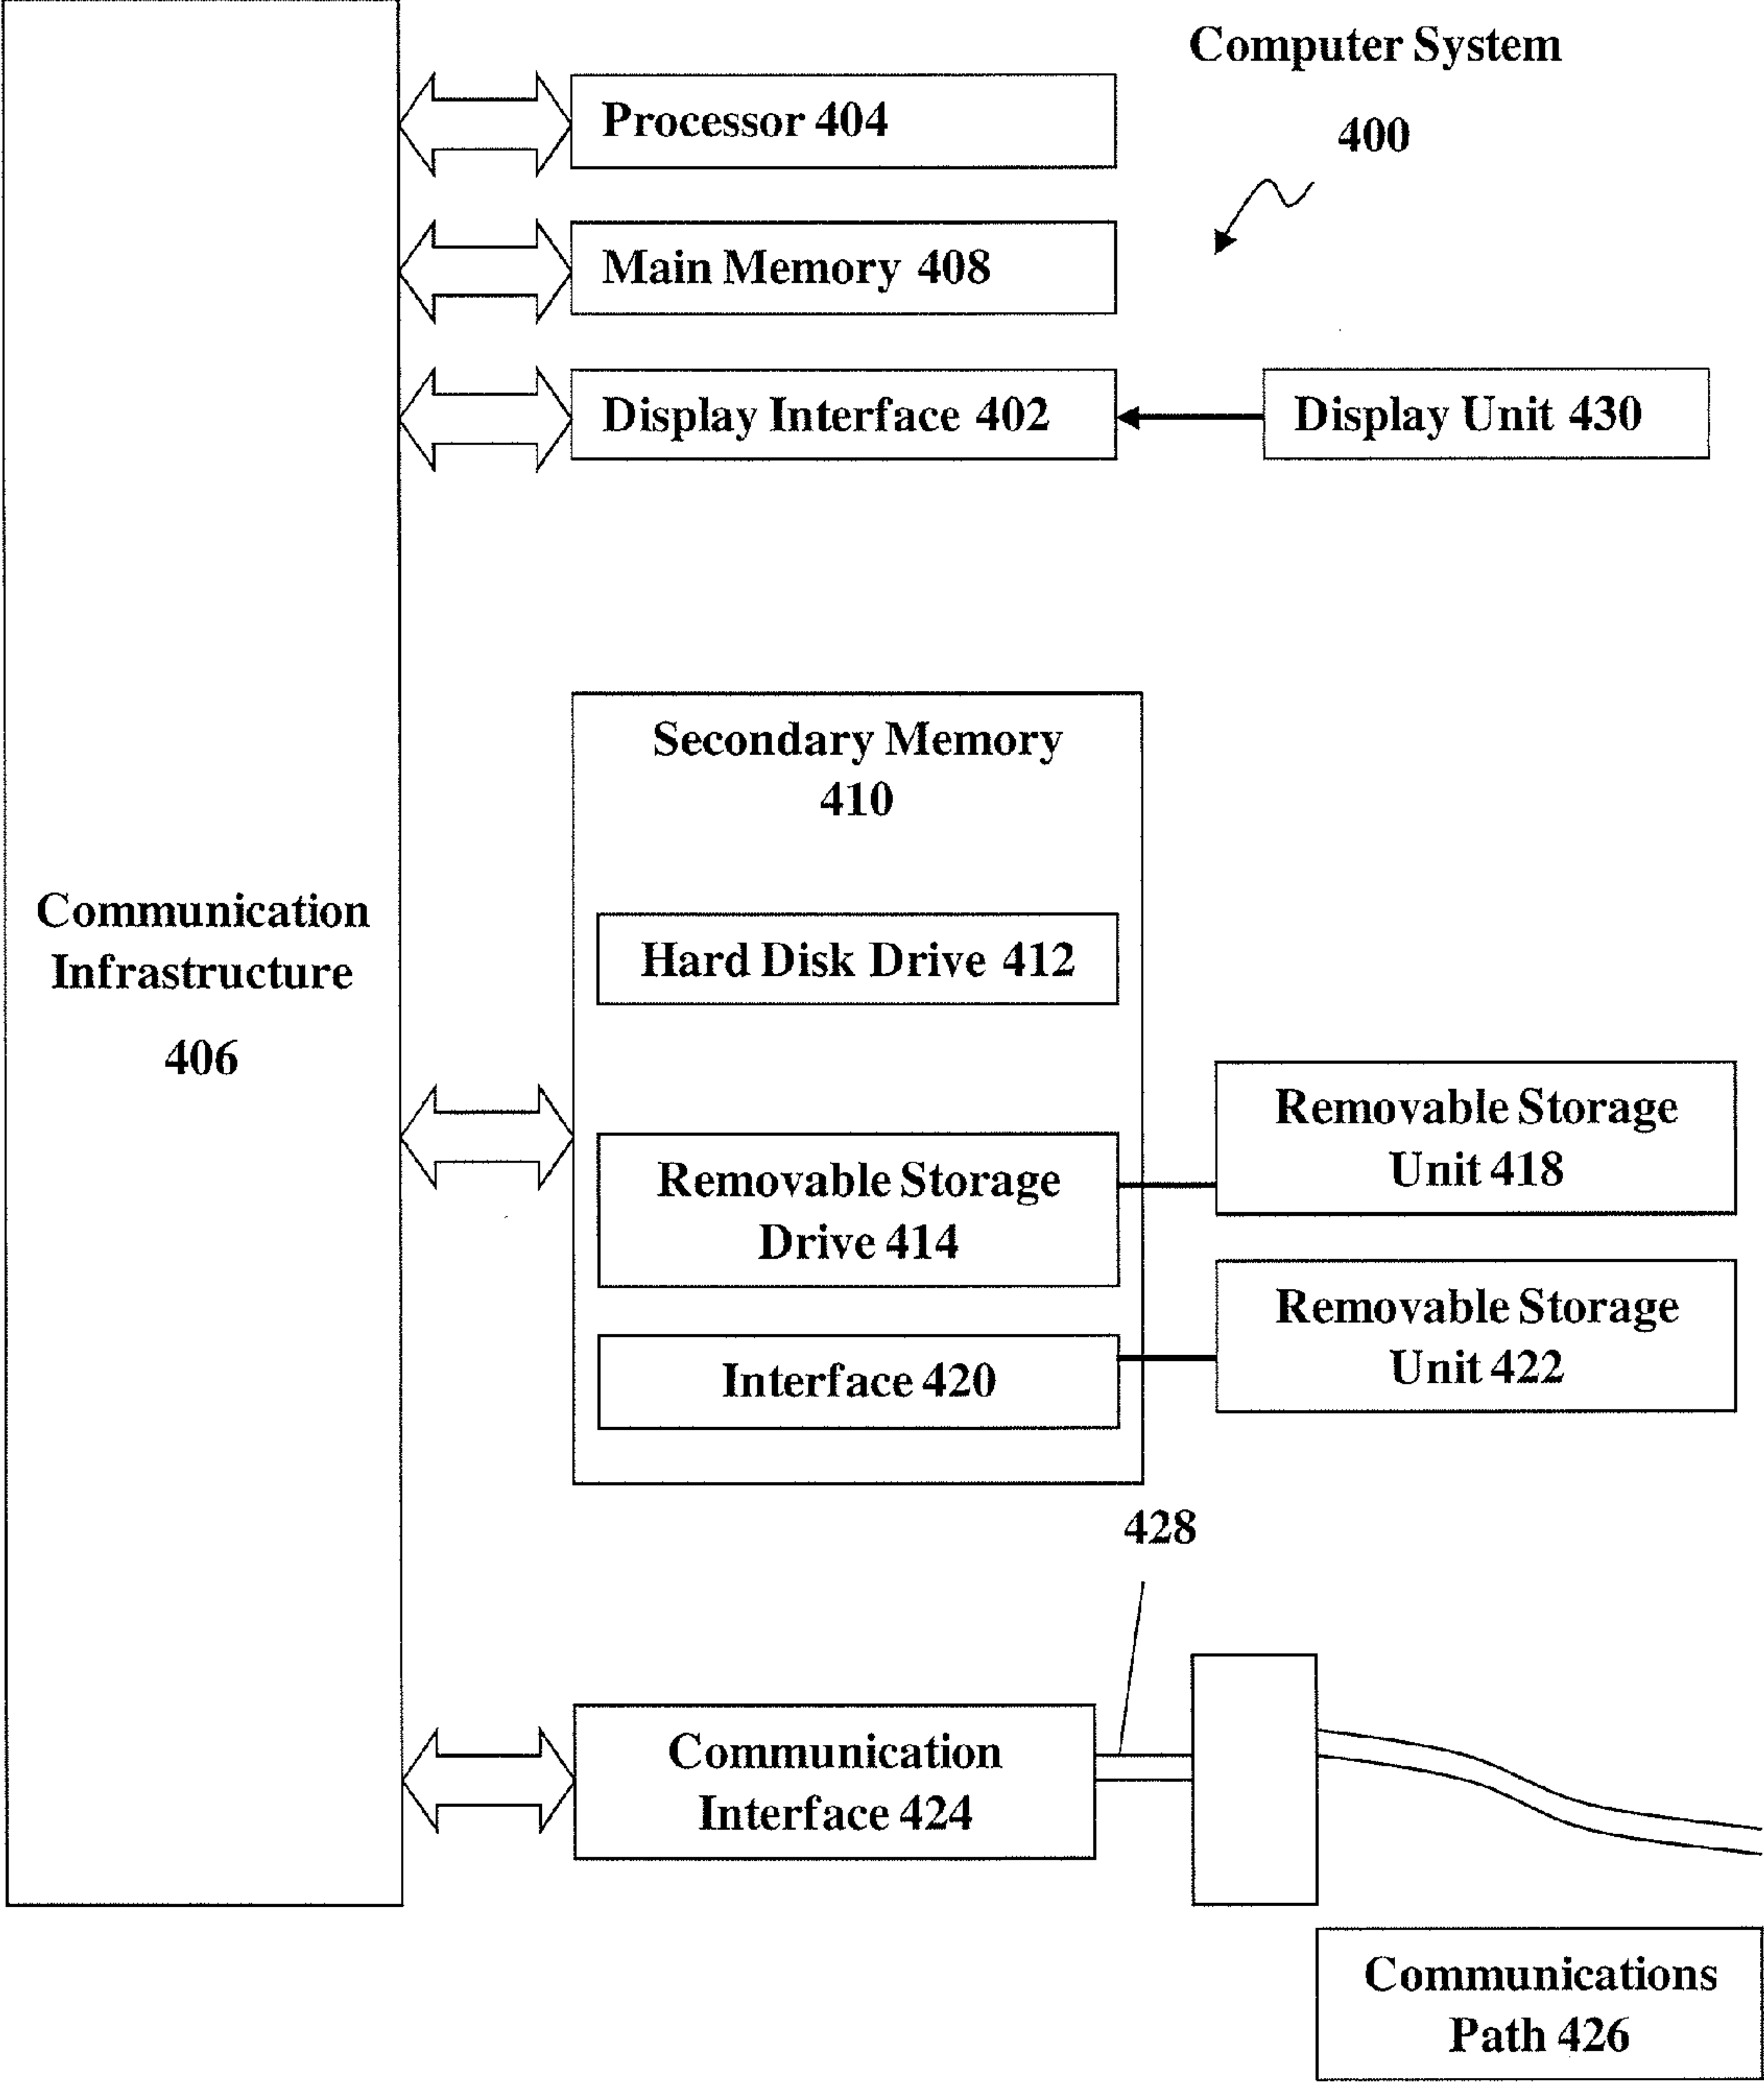 Computer System
400
Processor 404
Main Memory 408
Display Interface 402
Display Unit 430
Secondary Memory
410
Communication
Infrastructure
406
Hard Disk Drive 412
Removable Storage
Drive 414
Removable Storage
Unit 418
Interface 420
Removable Storage
Unit 422
428
Communication
Interface 424
Communications
Path 426